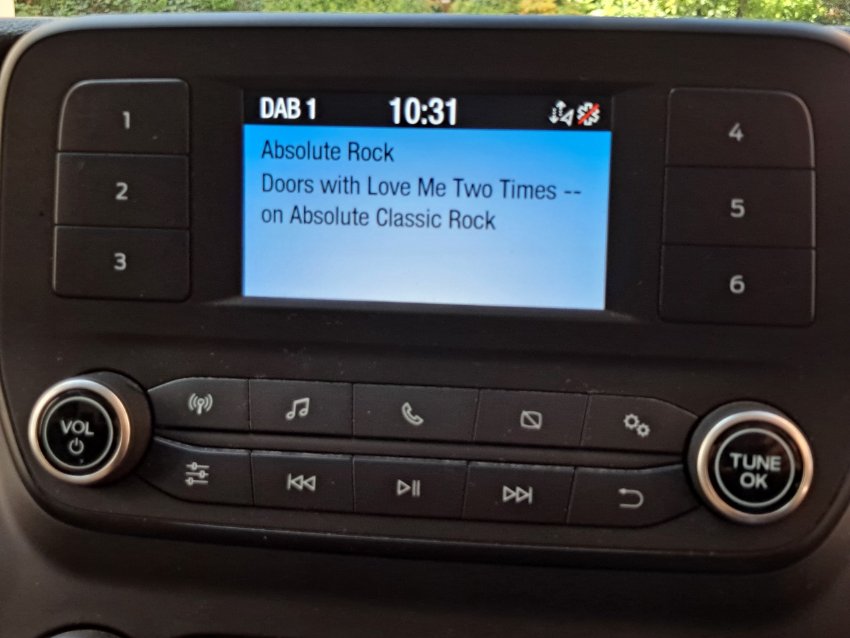 DAB 1 10:31
Absolute Rock
Doors with Love Me Two Times --
on Absolute Classic Rock
1
2
3
4
5
6
VOL
TUNE
OK